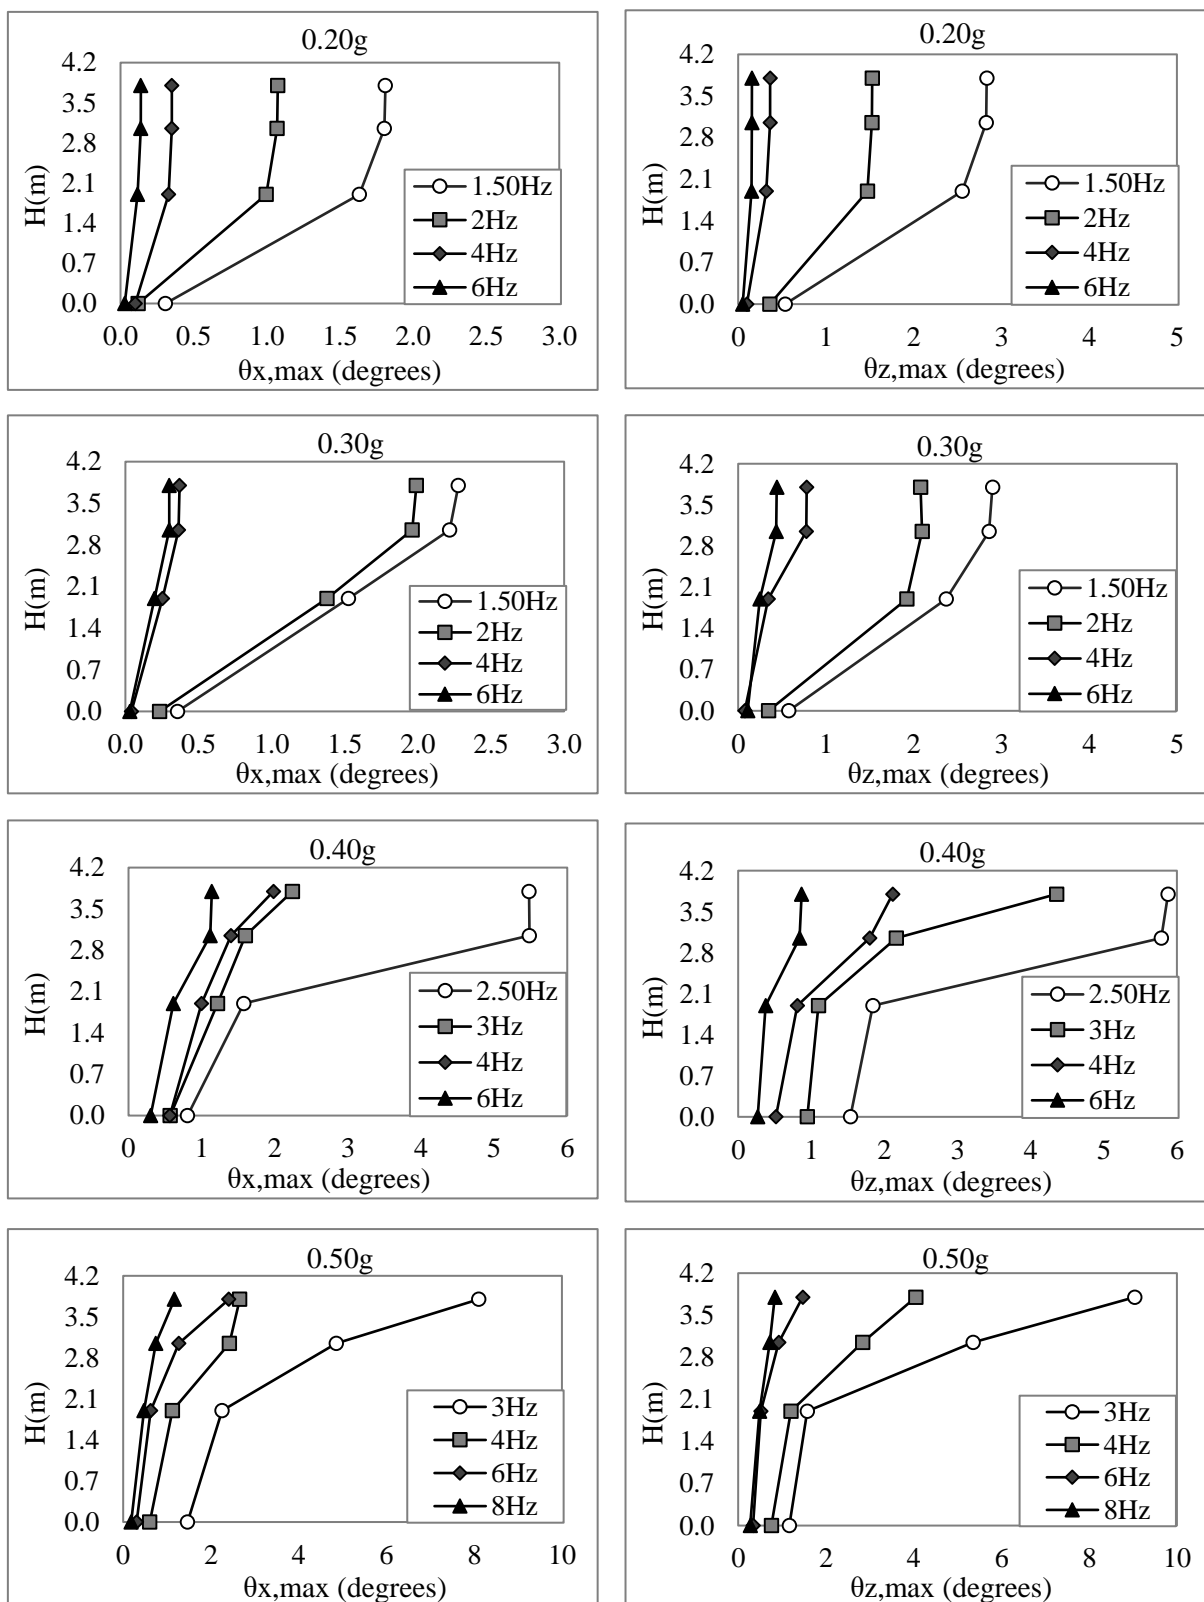 0.20g
4.2
3.5
2.8
2.1
1.4
0.7
0.0
H(m)
1.50Hz
2Hz
4Hz
6Hz
0.0 1.0 2.0 3.0
θx,max (degrees)
0.20g
4.2
3.5
2.8
2.1
1.4
0.7
0.0
H(m)
1.50Hz
2Hz
4Hz
6Hz
0 1 2 3 4 5
θz,max (degrees)
0.30g
4.2
3.5
2.8
2.1
1.4
0.7
0.0
H(m)
1.50Hz
2Hz
4Hz
6Hz
0.0 0.5 1.0 1.5 2.0 2.5 3.0
θx,max (degrees)
0.30g
4.2
3.5
2.8
2.1
1.4
0.7
0.0
H(m)
1.50Hz
2Hz
4Hz
6Hz
0 1 2 3 4 5
θz,max (degrees)
0.40g
4.2
3.5
2.8
2.1
1.4
0.7
0.0
H(m)
2.50Hz
3Hz
4Hz
6Hz
0 1 2 3 4 5 6
θx,max (degrees)
0.40g
4.2
3.5
2.8
2.1
1.4
0.7
0.0
H(m)
2.50Hz
3Hz
4Hz
6Hz
0 1 2 3 4 5 6
θz,max (degrees)
0.50g
4.2
3.5
2.8
2.1
1.4
0.7
0.0
H(m)
3Hz
4Hz
6Hz
8Hz
0 2 4 6 8 10
θx,max (degrees)
0.50g
4.2
3.5
2.8
2.1
1.4
0.7
0.0
H(m)
3Hz
4Hz
6Hz
8Hz
0 2 4 6 8 10
θz,max (degrees)